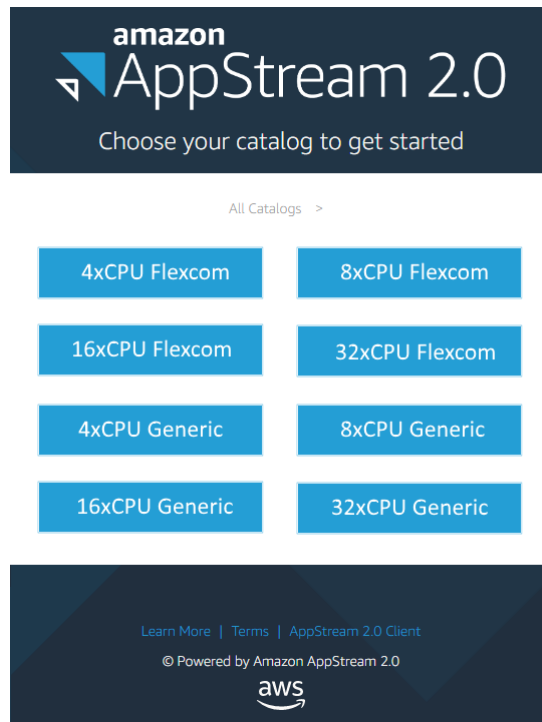 amazon
AppStream 2.0
Choose your catalog to get started
All Catalogs >
4xCPU Flexcom
8xCPU Flexcom
16xCPU Flexcom
32xCPU Flexcom
4xCPU Generic
8xCPU Generic
16xCPU Generic
32xCPU Generic
Learn More | Terms | AppStream 2.0 Client
© Powered by Amazon AppStream 2.0
aws